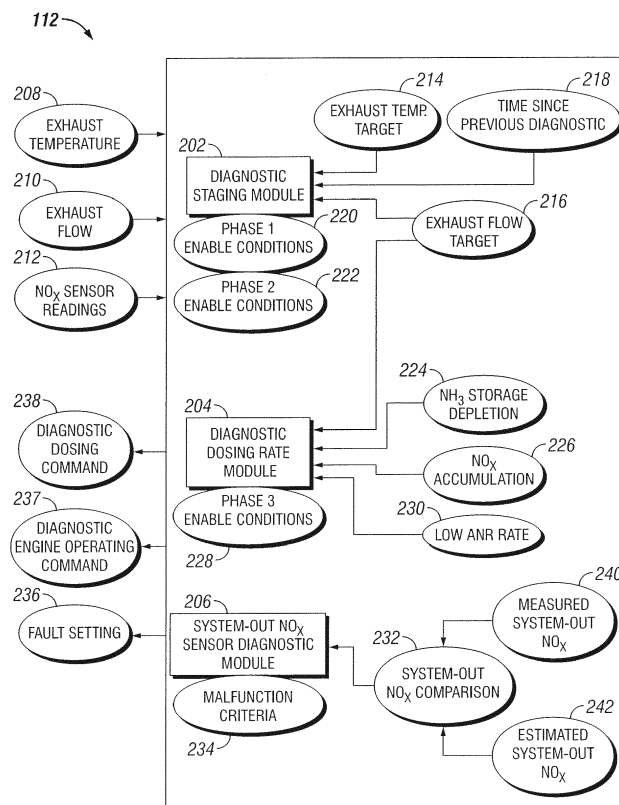 112
208
EXHAUST
TEMPERATURE
210
EXHAUST
FLOW
212
NOX SENSOR
READINGS
214
EXHAUST TEMP.
TARGET
218
TIME SINCE
PREVIOUS DIAGNOSTIC
202
DIAGNOSTIC
STAGING MODULE
PHASE 1
ENABLE CONDITIONS
220
PHASE 2
ENABLE CONDITIONS
222
EXHAUST FLOW
TARGET
216
238
DIAGNOSTIC
DOSING
COMMAND
237
DIAGNOSTIC
ENGINE OPERATING
COMMAND
236
FAULT SETTING
204
DIAGNOSTIC
DOSING RATE
MODULE
PHASE 3
ENABLE CONDITIONS
228
224
NH3 STORAGE
DEPLETION
226
NOX
ACCUMULATION
230
LOW ANR RATE
206
SYSTEM-OUT NOX
SENSOR DIAGNOSTIC
MODULE
MALFUNCTION
CRITERIA
234
232
SYSTEM-OUT
NOX COMPARISON
240
MEASURED
SYSTEM-OUT
NOX
242
ESTIMATED
SYSTEM-OUT
NOX